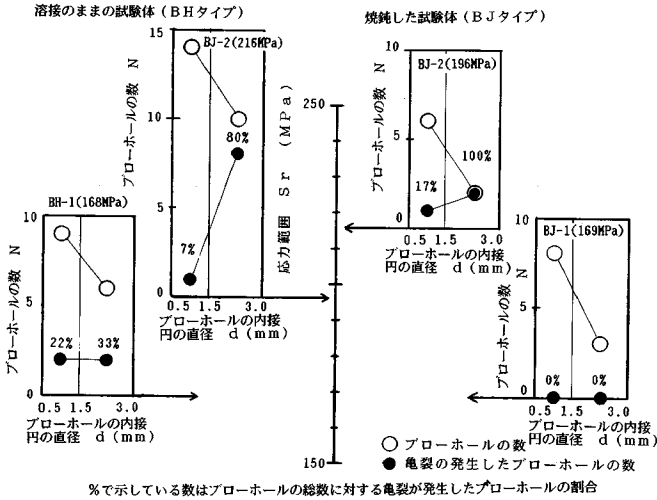 溶接のままの試験体（ＢＨタイプ）
焼鈍した試験体（ＢＪタイプ）
ブローホールの数 N
15
10
5
0
BJ-2(216MPa)
80%
7%
0.5 1.5 3.0
ブローホールの内接
円の直径 d(mm)
ブローホールの数 N
10
5
0
BH-1(168MPa)
22% 33%
0.5 1.5 3.0
ブローホールの内接
円の直径 d(mm)
応力範囲 Sr (MPa)
250
150
ブローホールの数 N
10
5
0
BJ-2(196MPa)
100%
17%
0.5 1.5 3.0
ブローホールの内接
円の直径 d(mm)
ブローホールの数 N
10
5
0
BJ-1(169MPa)
0% 0%
0.5 1.5 3.0
ブローホールの内接
円の直径 d(mm)
○ ブローホールの数
● 亀裂の発生したブローホールの数
％で示している数はブローホールの総数に対する亀裂が発生したブローホールの割合